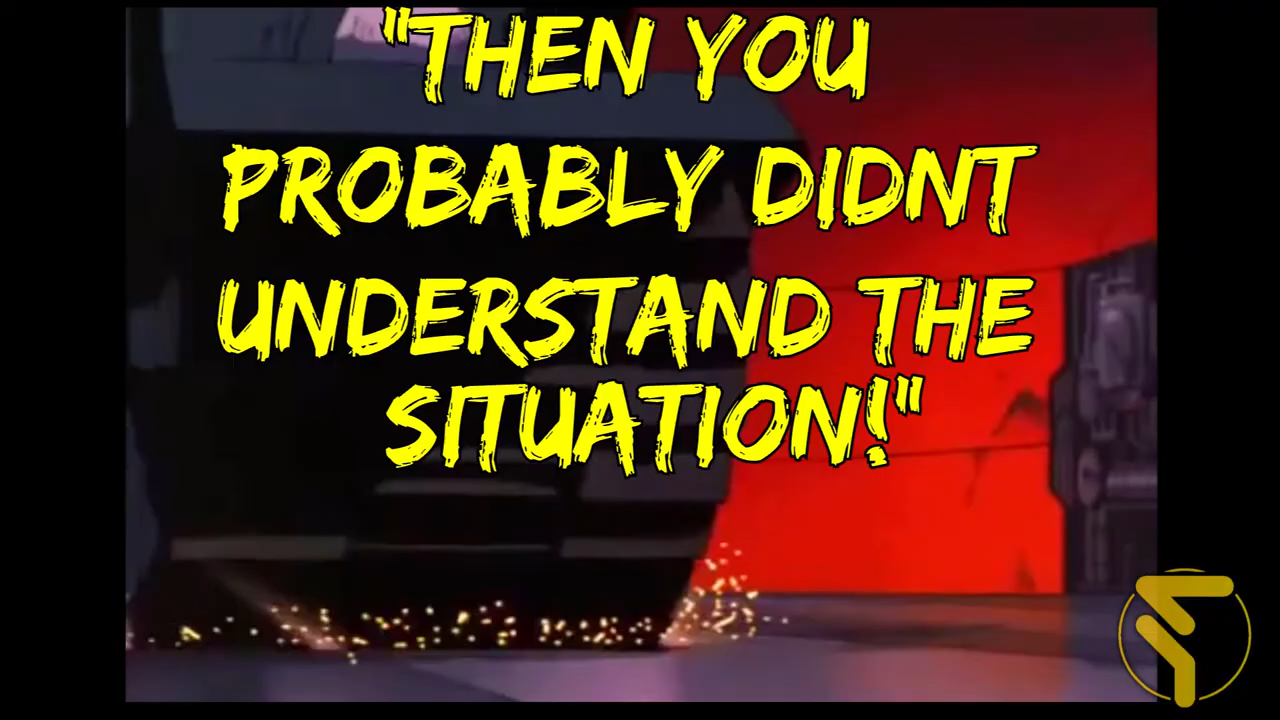 "THEN YOU
PROBABLY DIDNT
UNDERSTAND THE
SITUATION!"